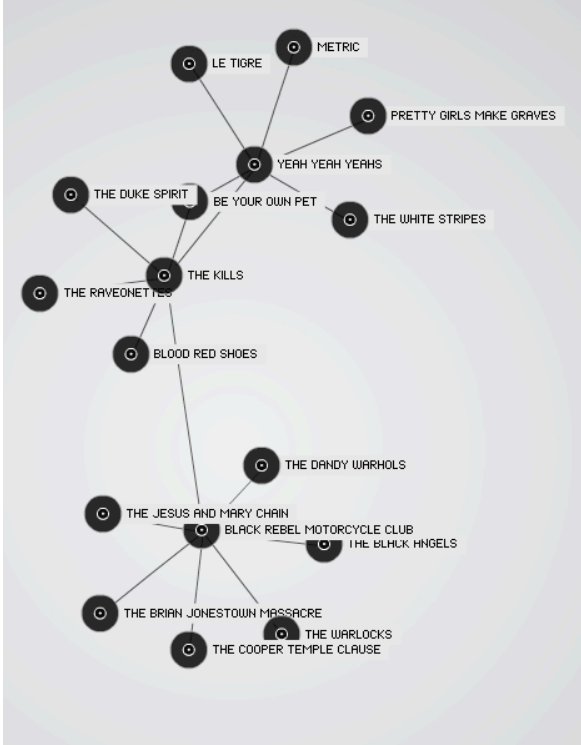 METRIC
LE TIGRE
PRETTY GIRLS MAKE GRAVES
YEAH YEAH YEAHS
THE DUKE SPIRIT
BE YOUR OWN PET
THE WHITE STRIPES
THE KILLS
THE RAVEONETTES
BLOOD RED SHOES
THE DANDY WARHOLS
THE JESUS AND MARY CHAIN
BLACK REBEL MOTORCYCLE CLUB
THE BLACK ANGELS
THE BRIAN JONESTOWN MASSACRE
THE WARLOCKS
THE COOPER TEMPLE CLAUSE